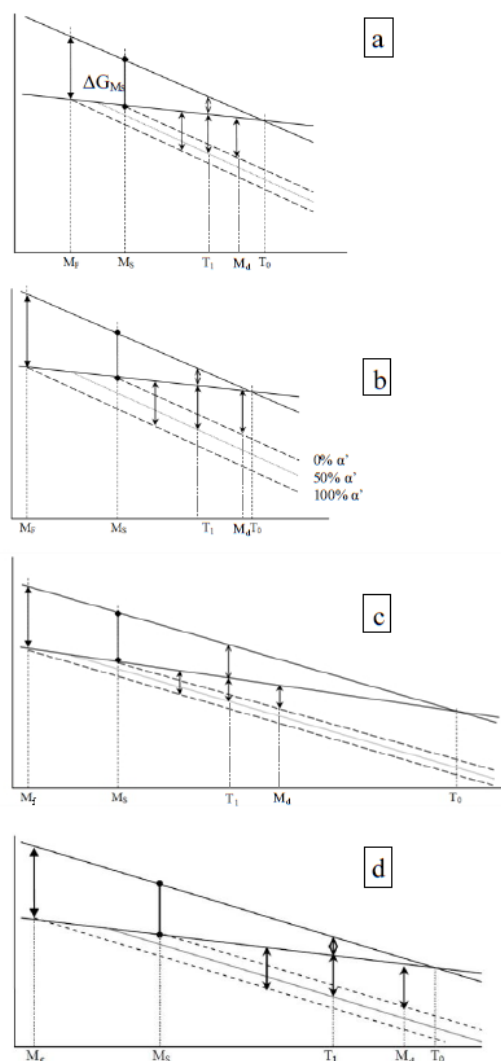 a
ΔG_Ms
M_F M_S T_1 M_d T_0
b
0% α'
50% α'
100% α'
M_F M_S T_1 M_d T_0
c
M_f M_S T_1 M_d T_0
d
M_f M_S T_1 M_d T_0